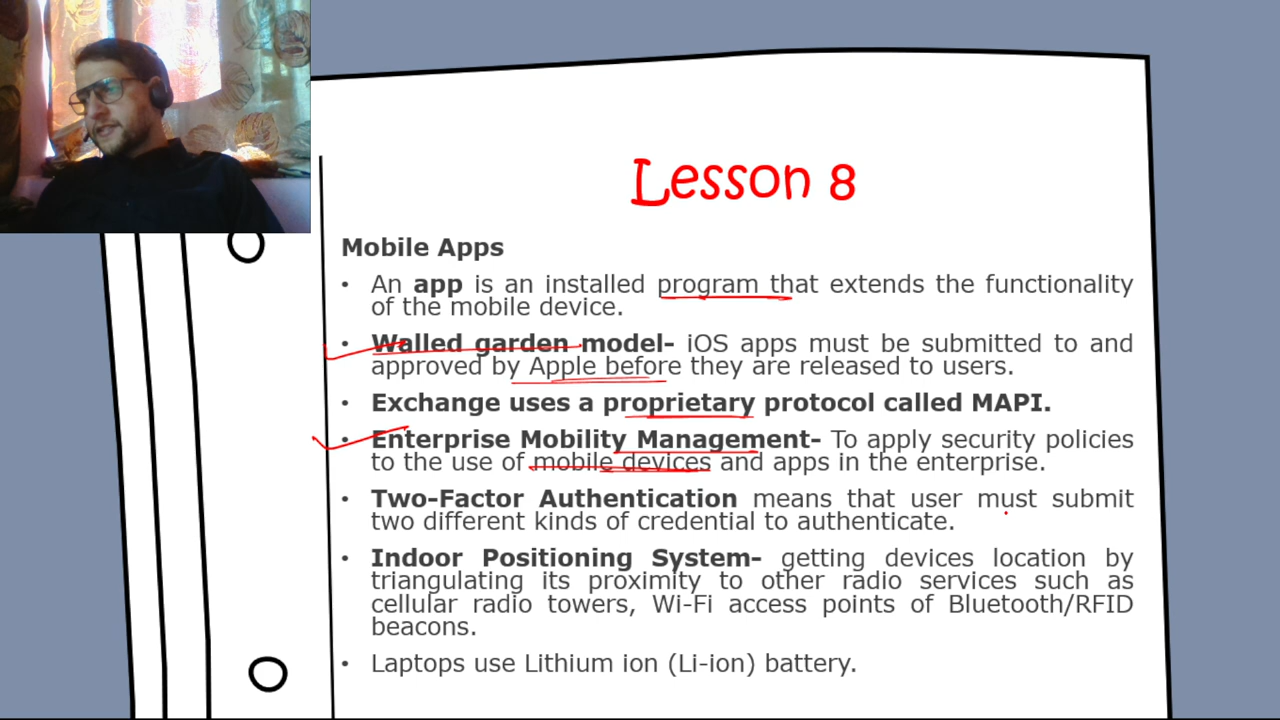 Lesson 8
Mobile Apps
• An app is an installed program that extends the functionality
of the mobile device.
• Walled garden model- iOS apps must be submitted to and
approved by Apple before they are released to users.
• Exchange uses a proprietary protocol called MAPI.
• Enterprise Mobility Management- To apply security policies
to the use of mobile devices and apps in the enterprise.
• Two-Factor Authentication means that user must submit
two different kinds of credential to authenticate.
• Indoor Positioning System- getting devices location by
triangulating its proximity to other radio services such as
cellular radio towers, Wi-Fi access points of Bluetooth/RFID
beacons.
• Laptops use Lithium ion (Li-ion) battery.